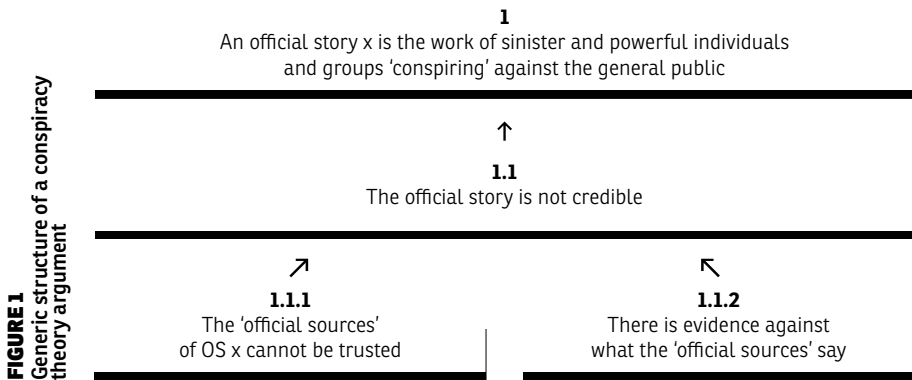 1
An official story x is the work of sinister and powerful individuals
and groups ‘conspiring’ against the general public
↑
1.1
The official story is not credible
↗
1.1.1
The ‘official sources’
of OS x cannot be trusted
↖
1.1.2
There is evidence against
what the ‘official sources’ say
FIGURE 1
Generic structure of a conspiracy
theory argument